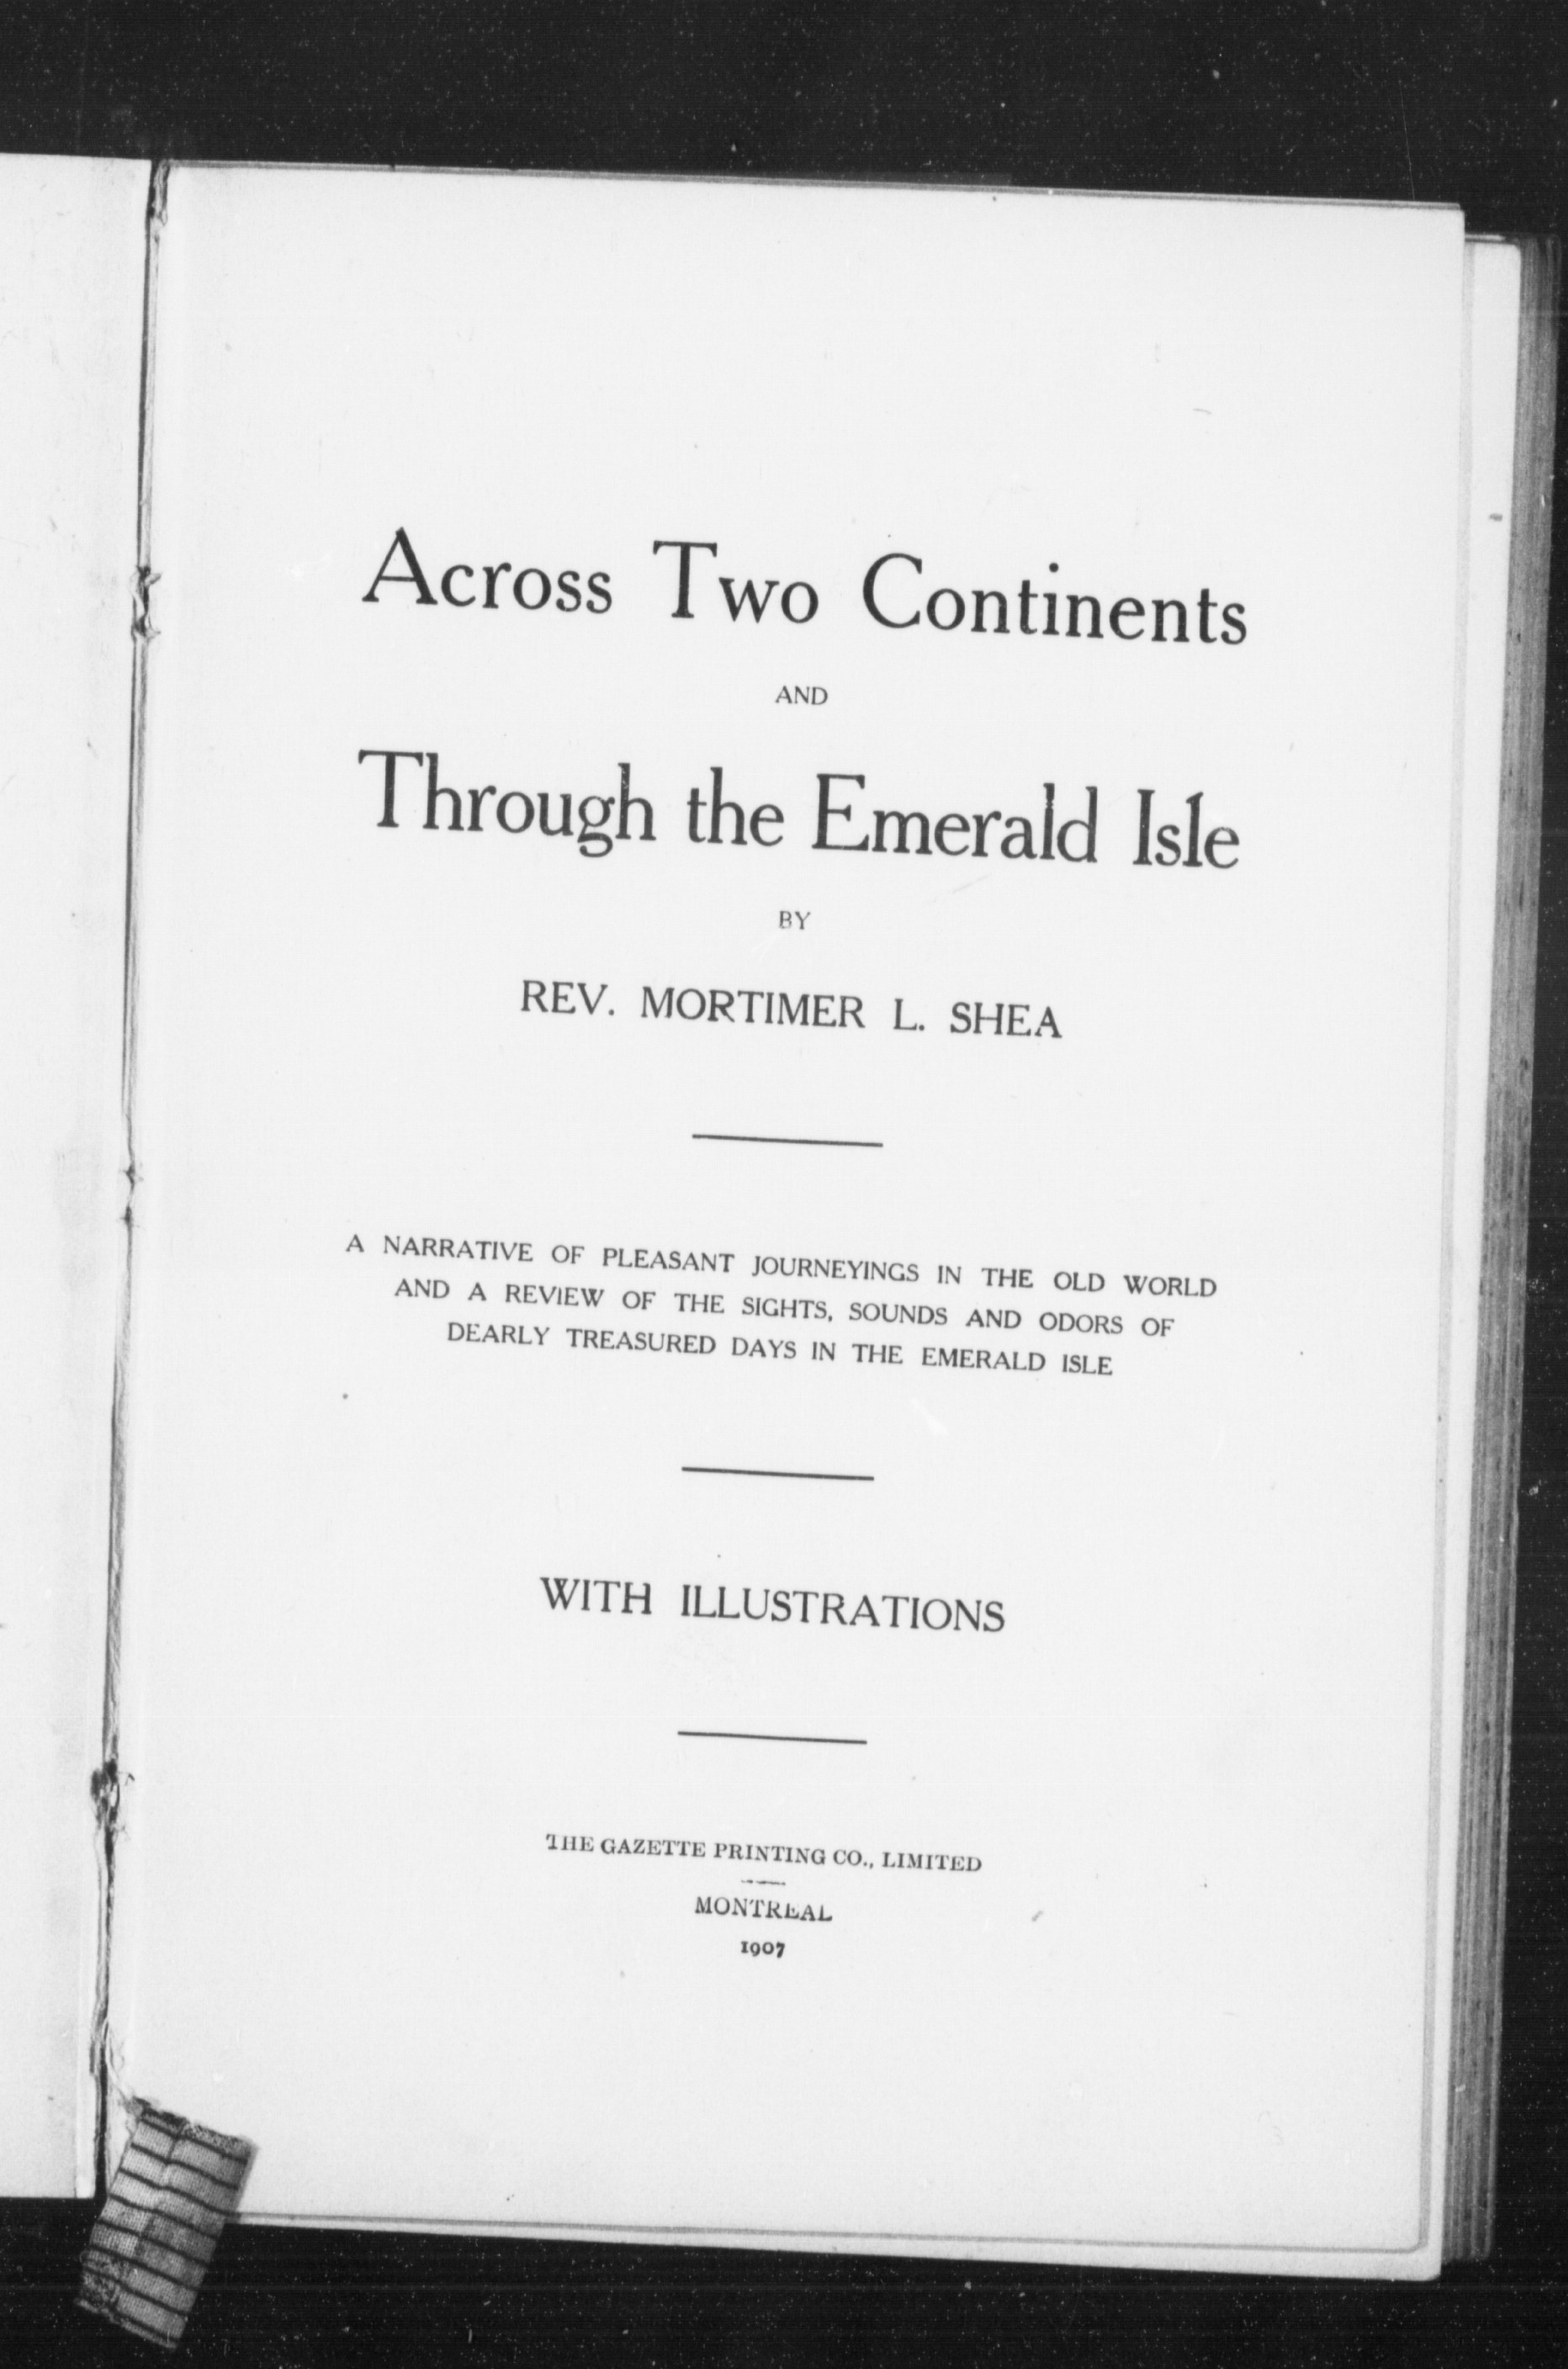 Across Two Continents
AND
Through the Emerald Isle
BY
REV. MORTIMER L. SHEA
A NARRATIVE OF PLEASANT JOURNEYINGS IN THE OLD WORLD
AND A REVIEW OF THE SIGHTS, SOUNDS AND ODORS OF
DEARLY TREASURED DAYS IN THE EMERALD ISLE
WITH ILLUSTRATIONS
THE GAZETTE PRINTING CO., LIMITED
MONTREAL
1907